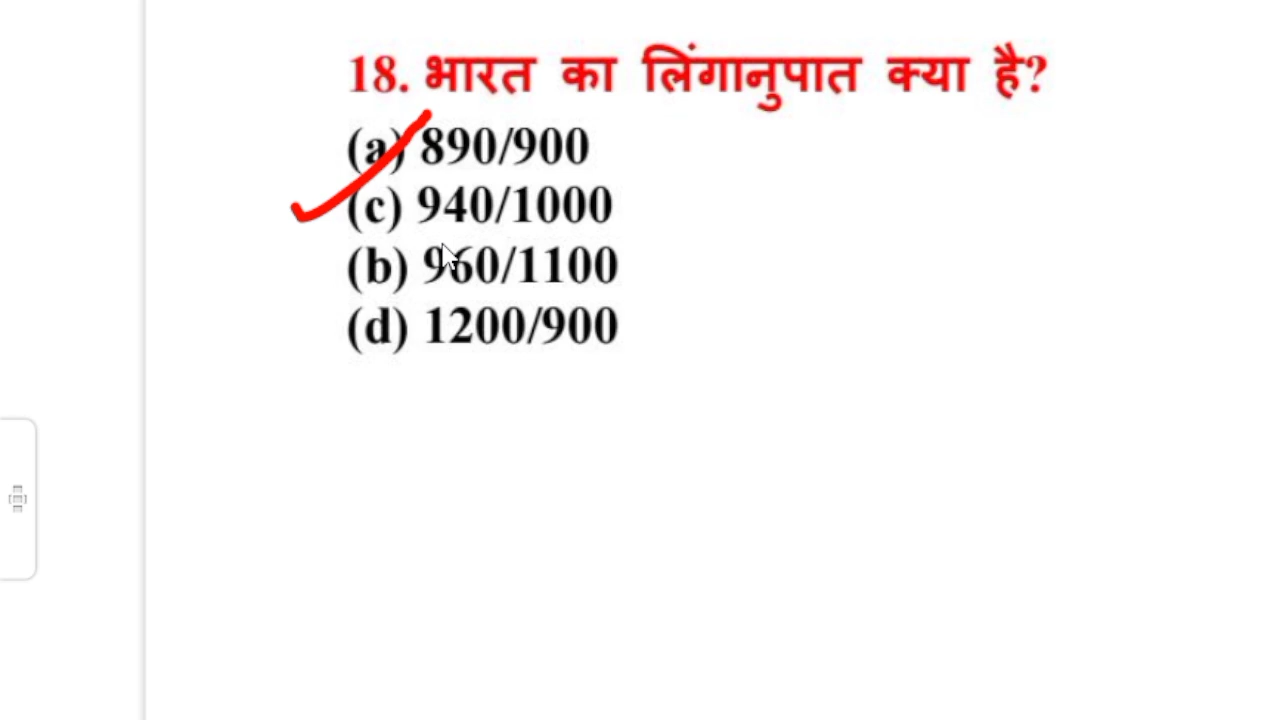 18. भारत का लिंगानुपात क्या है?
(a) 890/900
(c) 940/1000
(b) 960/1100
(d) 1200/900